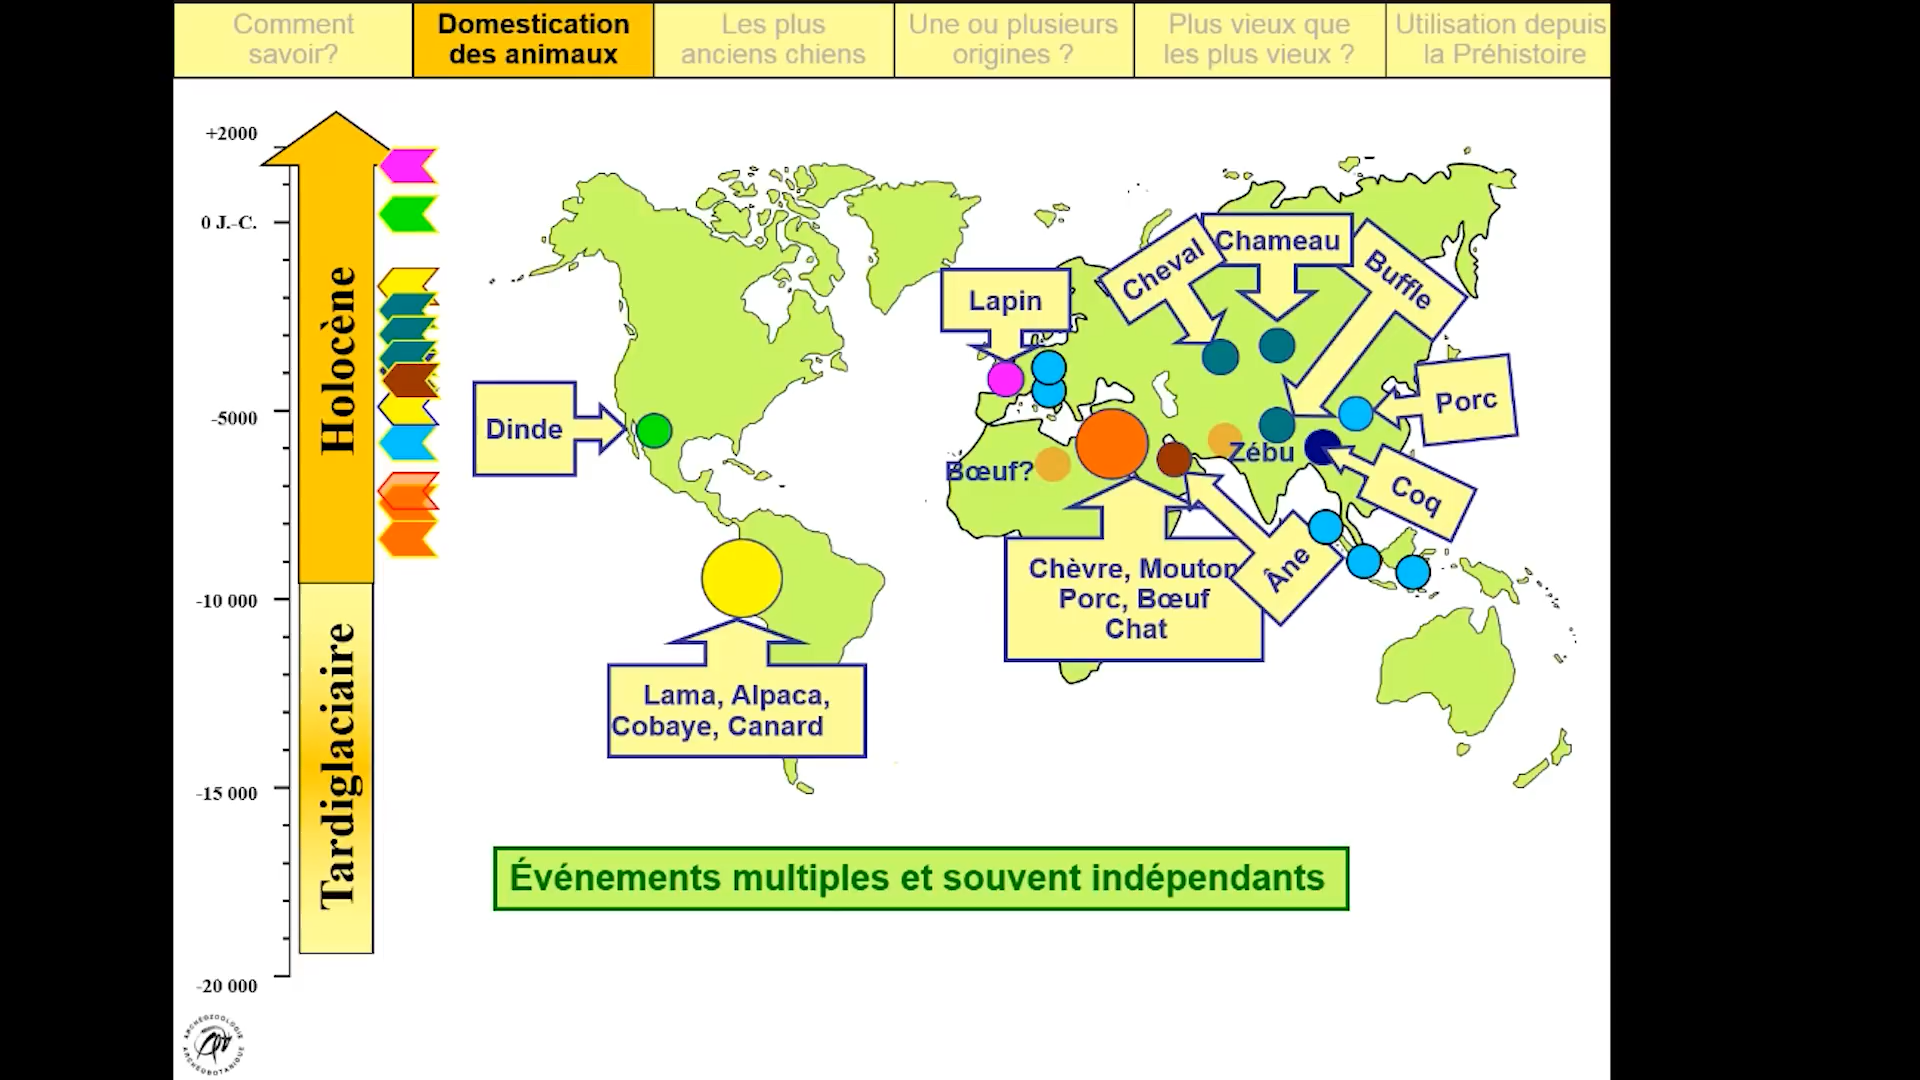 Comment
savoir?
Domestication
des animaux
Les plus
anciens chiens
Une ou plusieurs
origines ?
Plus vieux que
les plus vieux ?
Utilisation depuis
la Préhistoire
+2000
0 J.-C.
-5000
-10 000
-15 000
-20 000
Holocène
Tardiglaciaire
Dinde
Lapin
Cheval
Chameau
Buffle
Porc
Coq
Zébu
Bœuf?
Âne
Chèvre, Mouton
Porc, Bœuf
Chat
Lama, Alpaca,
Cobaye, Canard
Événements multiples et souvent indépendants
ARCHÉOZOOLOGIE
ARCHÉOBOTANIQUE